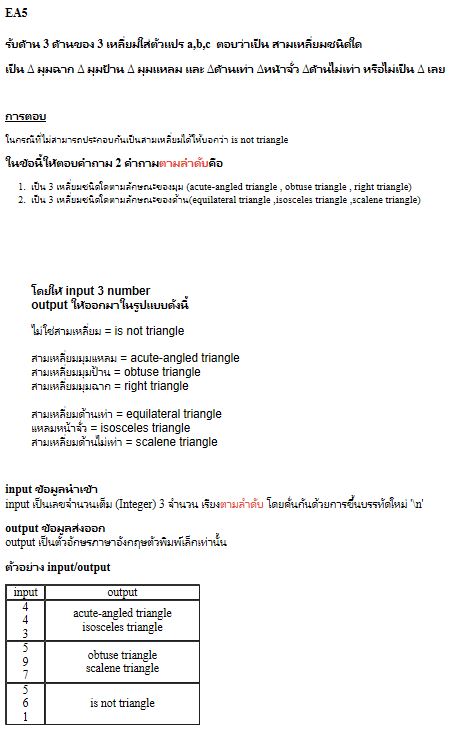 EA5
รับด้าน 3 ด้านของ 3 เหลี่ยมใส่ตัวแปร a,b,c ตอบว่าเป็น สามเหลี่ยมชนิดใด
เป็น Δ มุมฉาก Δ มุมป้าน Δ มุมแหลม และ Δด้านเท่า Δหน้าจั่ว Δด้านไม่เท่า หรือไม่เป็น Δ เลย
การตอบ
ในกรณีที่ไม่สามารถประกอบกันเป็นสามเหลี่ยมได้ให้บอกว่า is not triangle
ในข้อนี้ให้ตอบคำถาม 2 คำถามตามลำดับคือ
1. เป็น 3 เหลี่ยมชนิดใดตามลักษณะของมุม (acute-angled triangle , obtuse triangle , right triangle)
2. เป็น 3 เหลี่ยมชนิดใดตามลักษณะของด้าน(equilateral triangle ,isosceles triangle ,scalene triangle)
โดยให้ input 3 number
output ให้ออกมาในรูปแบบดังนี้
ไม่ใช่สามเหลี่ยม = is not triangle
สามเหลี่ยมมุมแหลม = acute-angled triangle
สามเหลี่ยมมุมป้าน = obtuse triangle
สามเหลี่ยมมุมฉาก = right triangle
สามเหลี่ยมด้านเท่า = equilateral triangle
แหลมหน้าจั่ว = isosceles triangle
สามเหลี่ยมด้านไม่เท่า = scalene triangle
input ข้อมูลนำเข้า
input เป็นเลขจำนวนเต็ม (Integer) 3 จำนวน เรียงตามลำดับ โดยคั่นกันด้วยการขึ้นบรรทัดใหม่ '\n'
output ข้อมูลส่งออก
output เป็นตัวอักษรภาษาอังกฤษตัวพิมพ์เล็กเท่านั้น
ตัวอย่าง input/output
input output
4
4
3
acute-angled triangle
isosceles triangle
5
9
7
obtuse triangle
scalene triangle
5
6
1
is not triangle